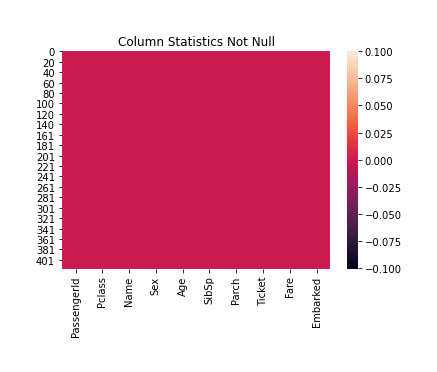 Column Statistics Not Null
0
20
40
60
80
100
120
140
161
181
201
221
241
261
281
301
321
341
361
381
401
PassengerId
Pclass
Name
Sex
Age
SibSp
Parch
Ticket
Fare
Embarked
0.100
0.075
0.050
0.025
0.000
−0.025
−0.050
−0.075
−0.100